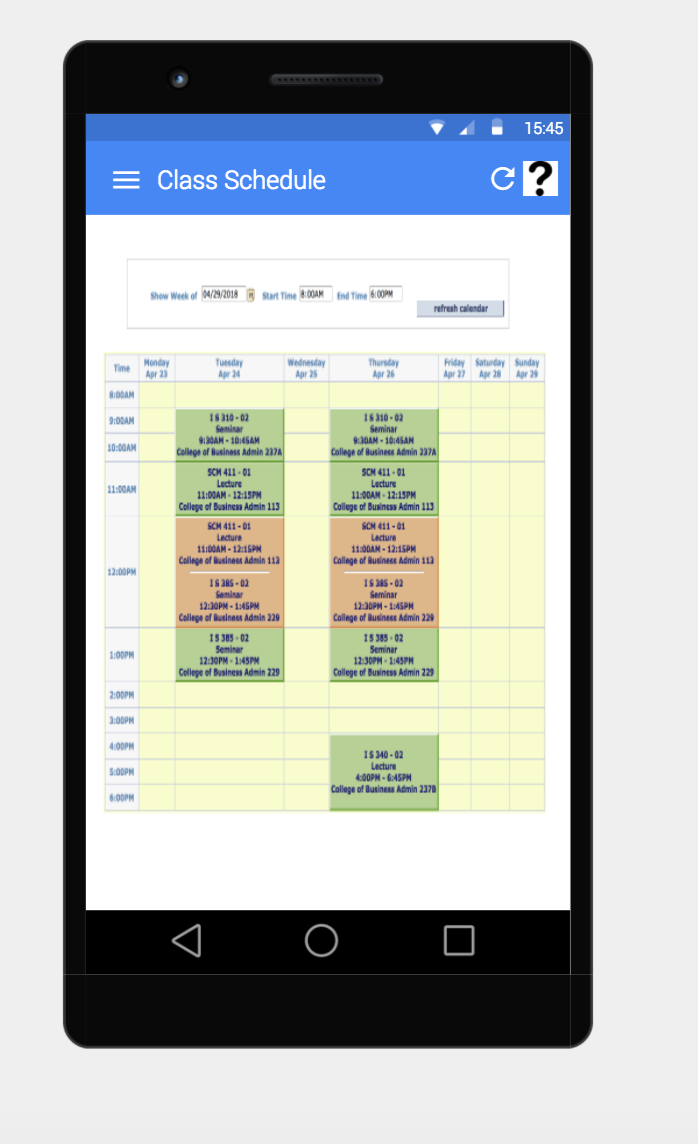 15:45
Class Schedule
?
Show Week of 04/29/2018 Start Time 8:00AM End Time 6:00PM
refresh calendar
Time Monday Tuesday Wednesday Thursday Friday Saturday Sunday
Apr 23 Apr 24 Apr 25 Apr 26 Apr 27 Apr 28 Apr 29
8:00AM
9:00AM
10:00AM
I S 310 - 02 I S 310 - 02
Seminar Seminar
9:30AM - 10:45AM 9:30AM - 10:45AM
College of Business Admin 237A College of Business Admin 237A
11:00AM
SCM 411 - 01 SCM 411 - 01
Lecture Lecture
11:00AM - 12:15PM 11:00AM - 12:15PM
College of Business Admin 113 College of Business Admin 113
12:00PM
SCM 411 - 01 SCM 411 - 01
Lecture Lecture
11:00AM - 12:15PM 11:00AM - 12:15PM
College of Business Admin 113 College of Business Admin 113
I S 385 - 02 I S 385 - 02
Seminar Seminar
12:30PM - 1:45PM 12:30PM - 1:45PM
College of Business Admin 229 College of Business Admin 229
1:00PM
I S 385 - 02 I S 385 - 02
Seminar Seminar
12:30PM - 1:45PM 12:30PM - 1:45PM
College of Business Admin 229 College of Business Admin 229
2:00PM
3:00PM
4:00PM
5:00PM
6:00PM
I S 340 - 02
Lecture
4:00PM - 6:45PM
College of Business Admin 237B